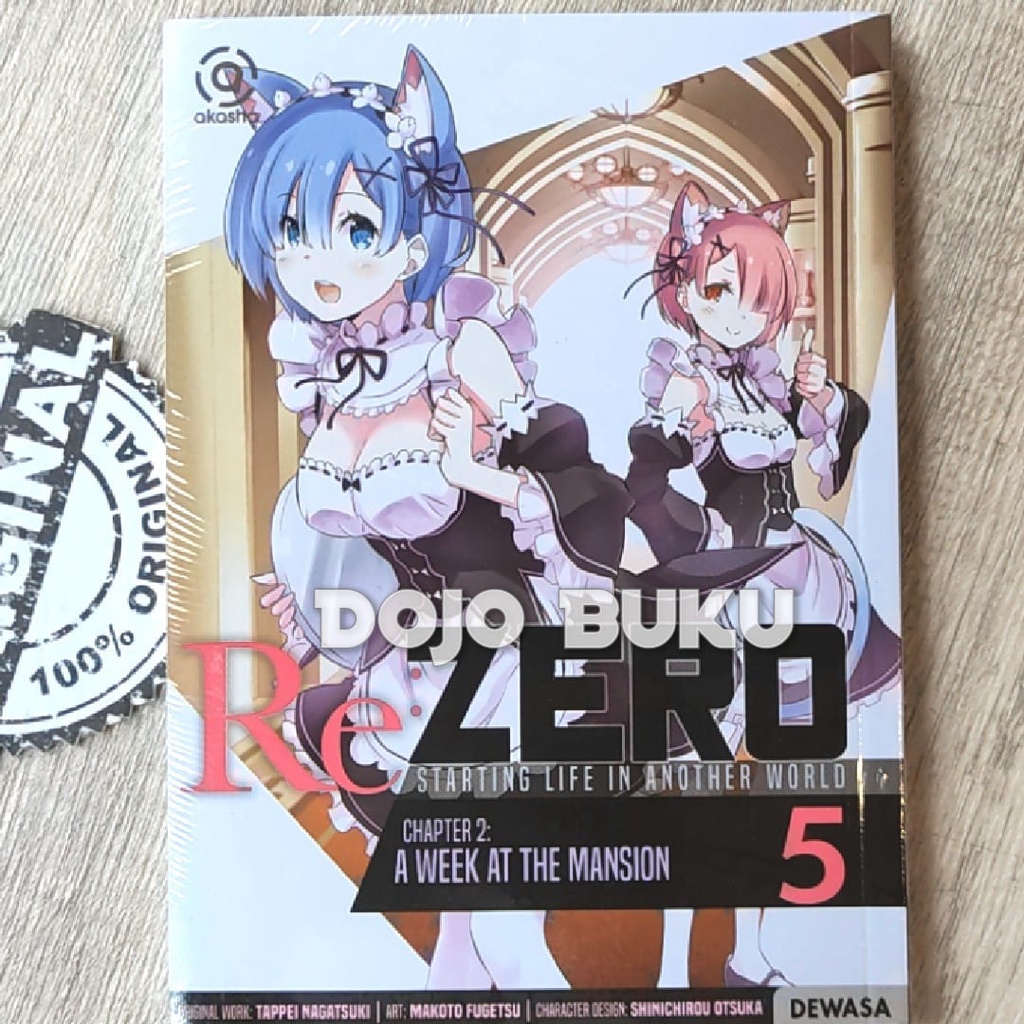 akasha
ORIGINAL
100% ORIGINAL
DOJO BUKU
Re:ZERO
STARTING LIFE IN ANOTHER WORLD
CHAPTER 2:
A WEEK AT THE MANSION
5
ORIGINAL WORK: TAPPEI NAGATSUKI | ART: MAKOTO FUGETSU | CHARACTER DESIGN: SHINICHIROU OTSUKA
DEWASA